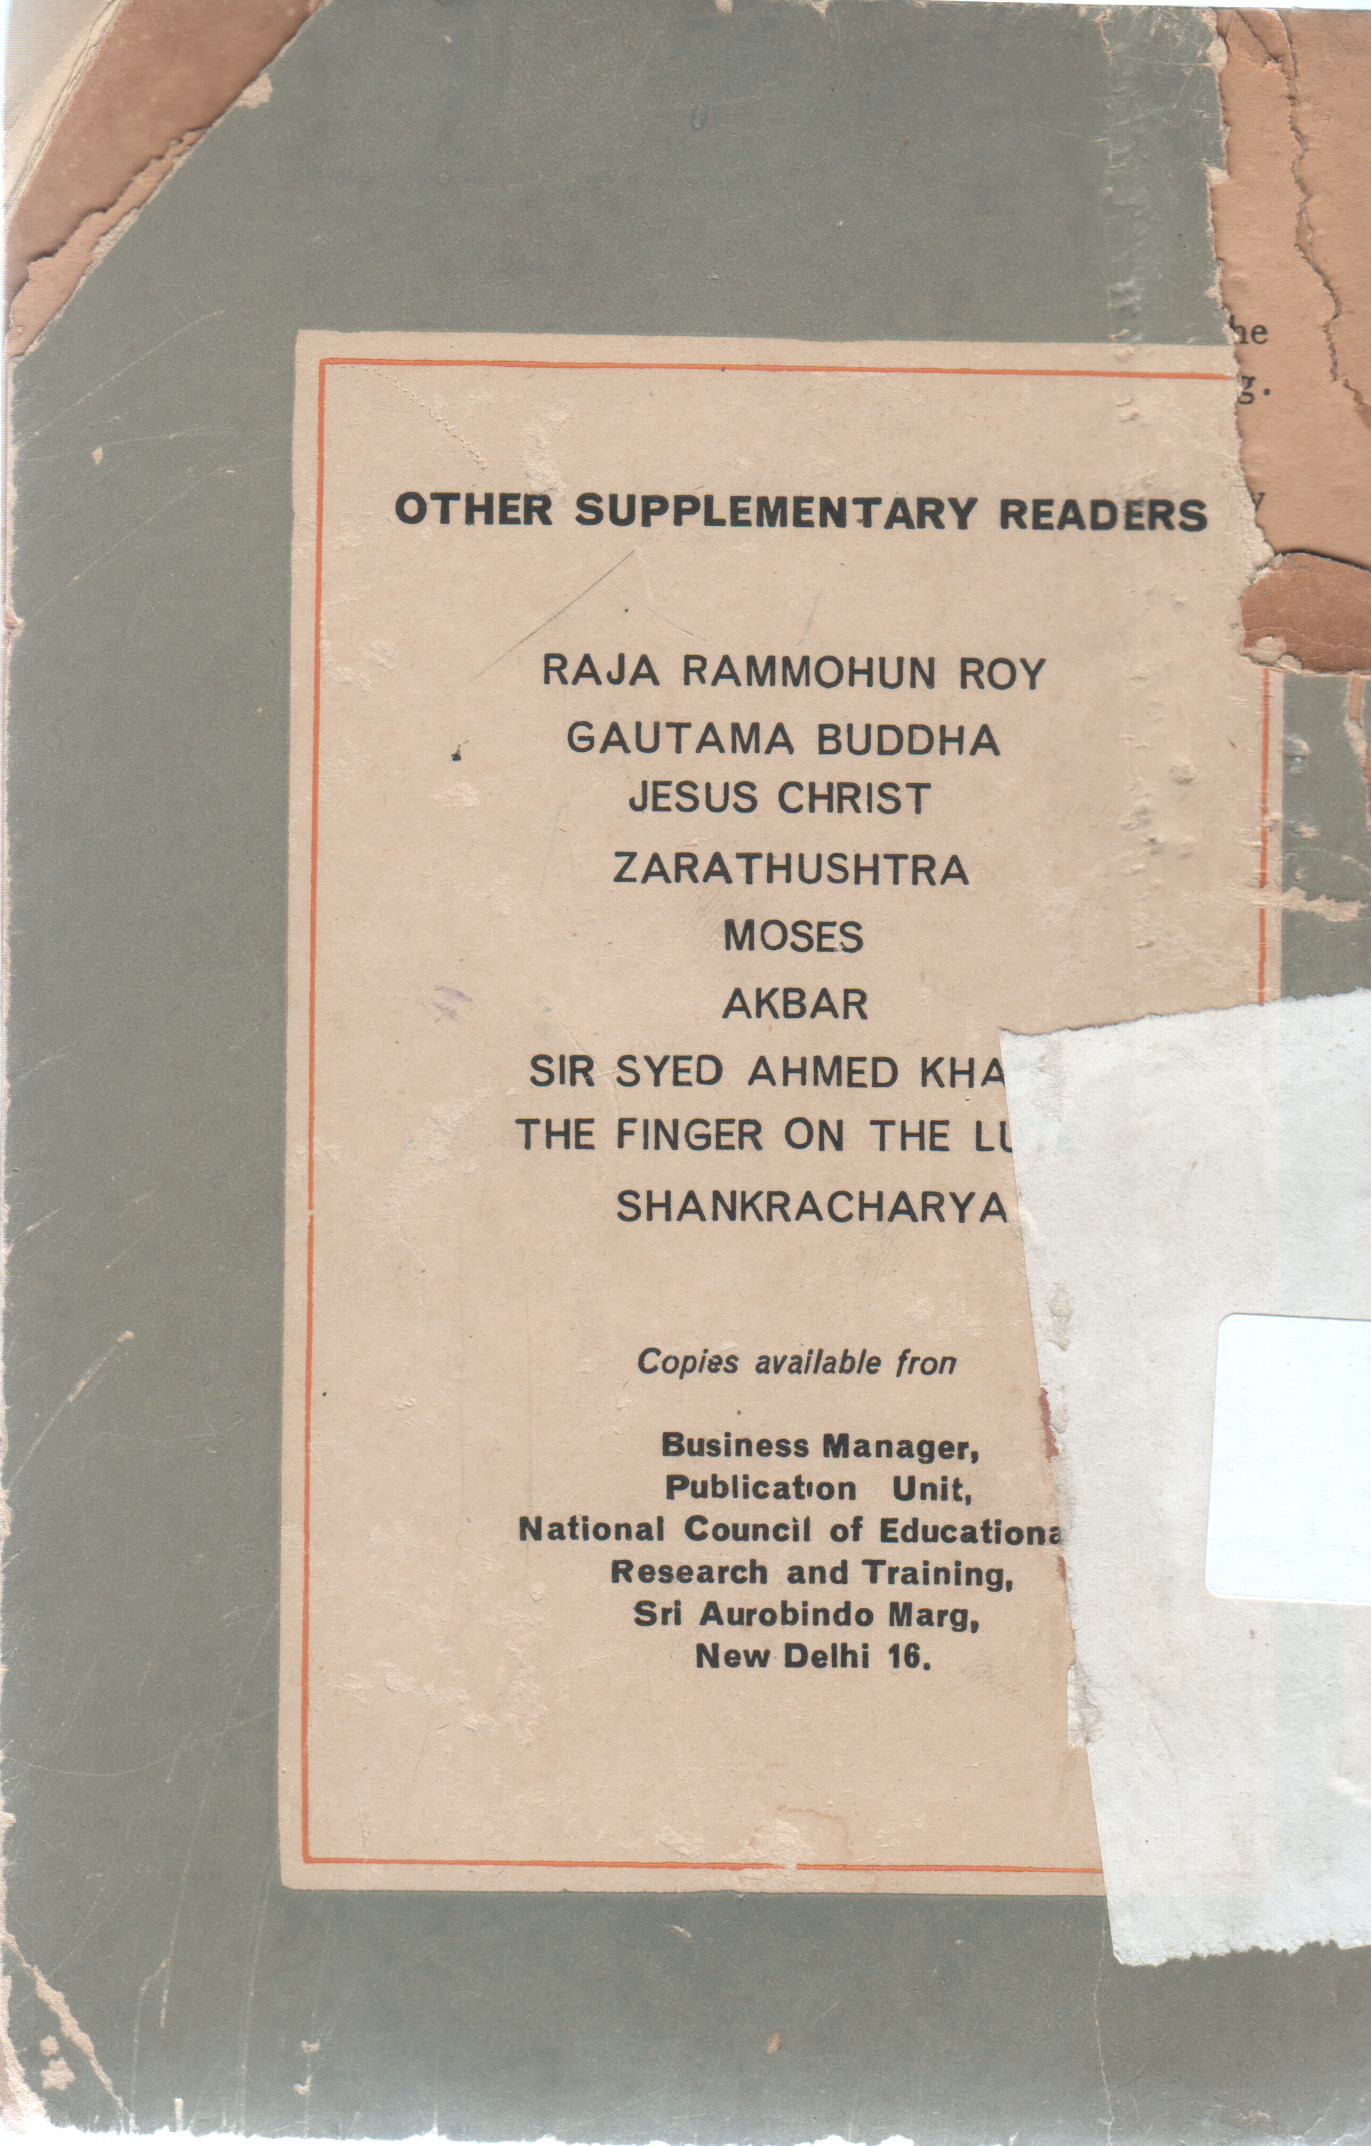 he
g.
y
OTHER SUPPLEMENTARY READERS
RAJA RAMMOHUN ROY
GAUTAMA BUDDHA
JESUS CHRIST
ZARATHUSHTRA
MOSES
AKBAR
SIR SYED AHMED KHA
THE FINGER ON THE LU
SHANKRACHARYA
Copies available fron
Business Manager,
Publication Unit,
National Council of Educationa
Research and Training,
Sri Aurobindo Marg,
New Delhi 16.